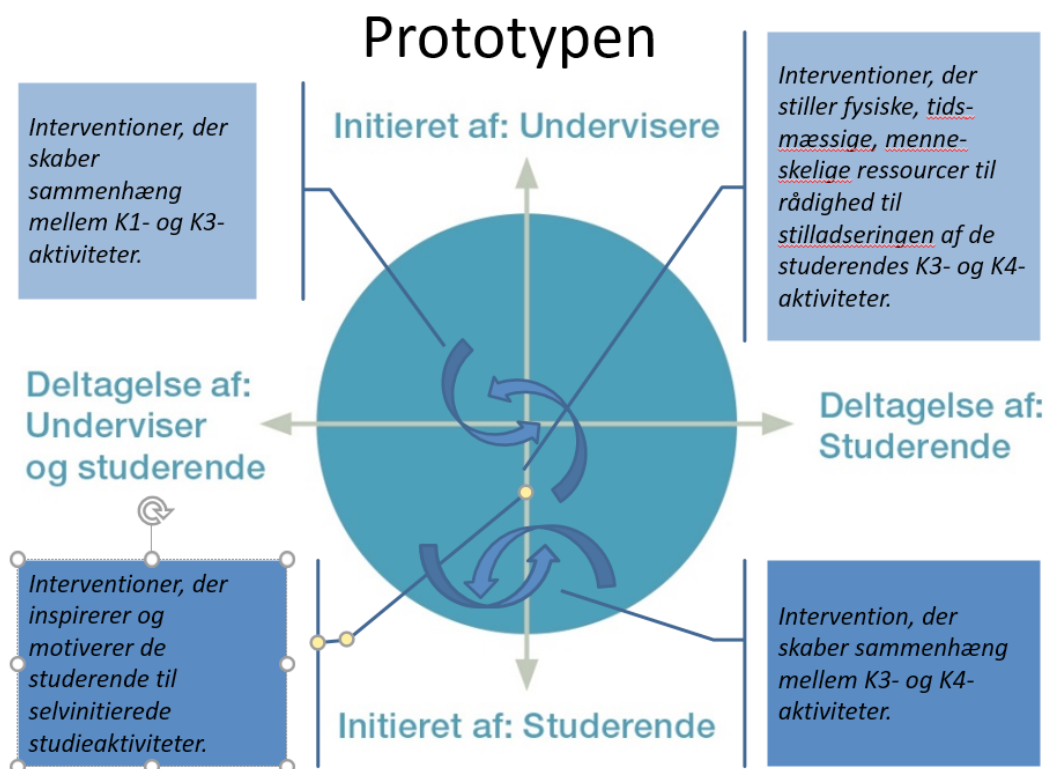 Prototypen
Interventioner, der
skaber
sammenhæng
mellem K1- og K3-
aktiviteter.
Initieret af: Undervisere
Interventioner, der
stiller fysiske, tids-
mæssige, menne-
skelige ressourcer til
rådighed til
stilladseringen af de
studerendes K3- og K4-
aktiviteter.
Deltagelse af:
Underviser
og studerende
Deltagelse af:
Studerende
Interventioner, der
inspirerer og
motiverer de
studerende til
selvinitierede
studieaktiviteter.
Initieret af: Studerende
Intervention, der
skaber sammenhæng
mellem K3- og K4-
aktiviteter.